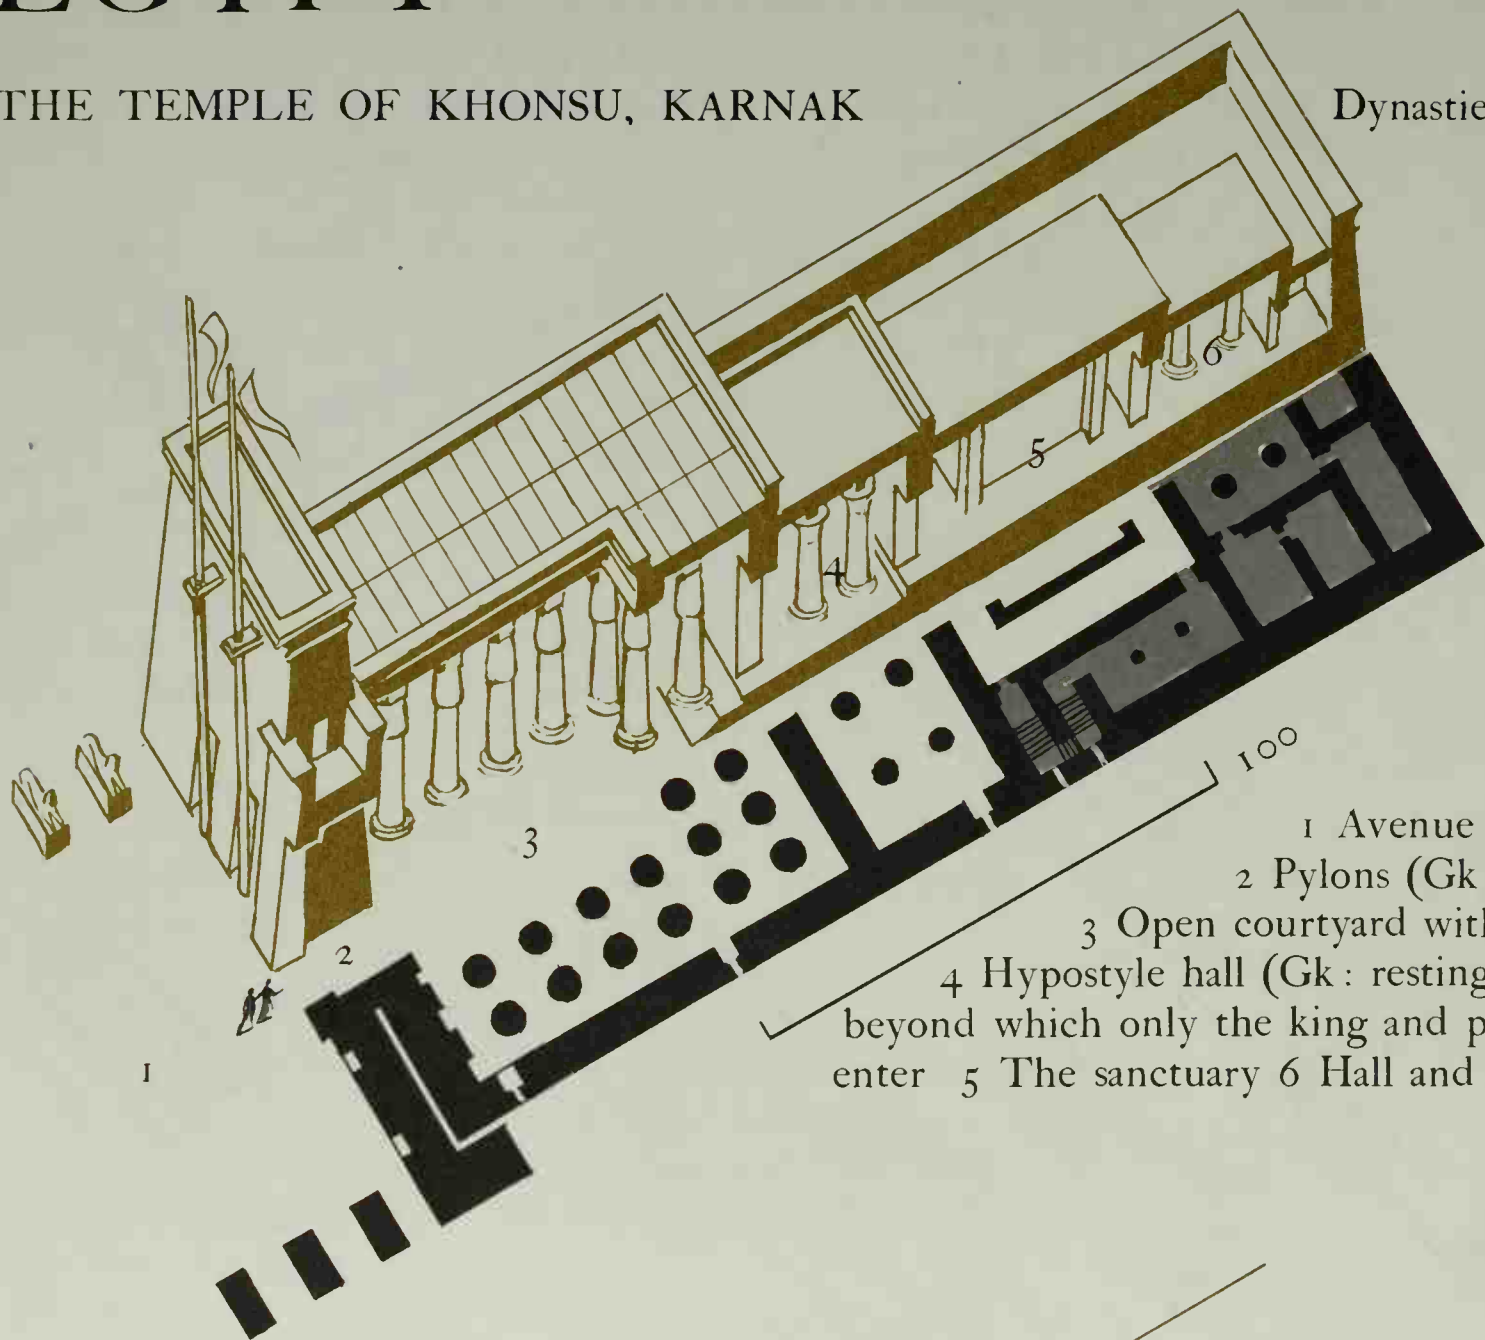 THE TEMPLE OF KHONSU, KARNAK
6
5
4
3
100
1 Avenue
2 Pylons (Gk
3 Open courtyard with
4 Hypostyle hall (Gk: resting
beyond which only the king and p
enter 5 The sanctuary 6 Hall and
2
1